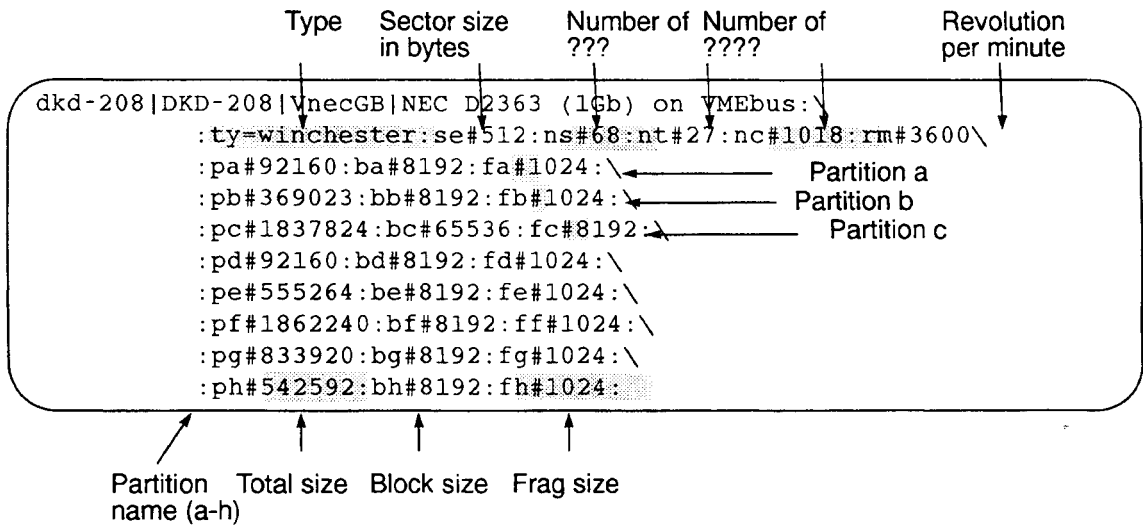 Type Sector size Number of Number of Revolution
in bytes ??? ???? per minute
dkd-208|DKD-208|VnecGB|NEC D2363 (1Gb) on VMEbus:\
:ty=winchester:se#512:ns#68:nt#27:nc#1018:rm#3600\
:pa#92160:ba#8192:fa#1024:\ Partition a
:pb#369023:bb#8192:fb#1024:\ Partition b
:pc#1837824:bc#65536:fc#8192:\ Partition c
:pd#92160:bd#8192:fd#1024:\
:pe#555264:be#8192:fe#1024:\
:pf#1862240:bf#8192:ff#1024:\
:pg#833920:bg#8192:fg#1024:\
:ph#542592:bh#8192:fh#1024:
Partition Total size Block size Frag size
name (a-h)